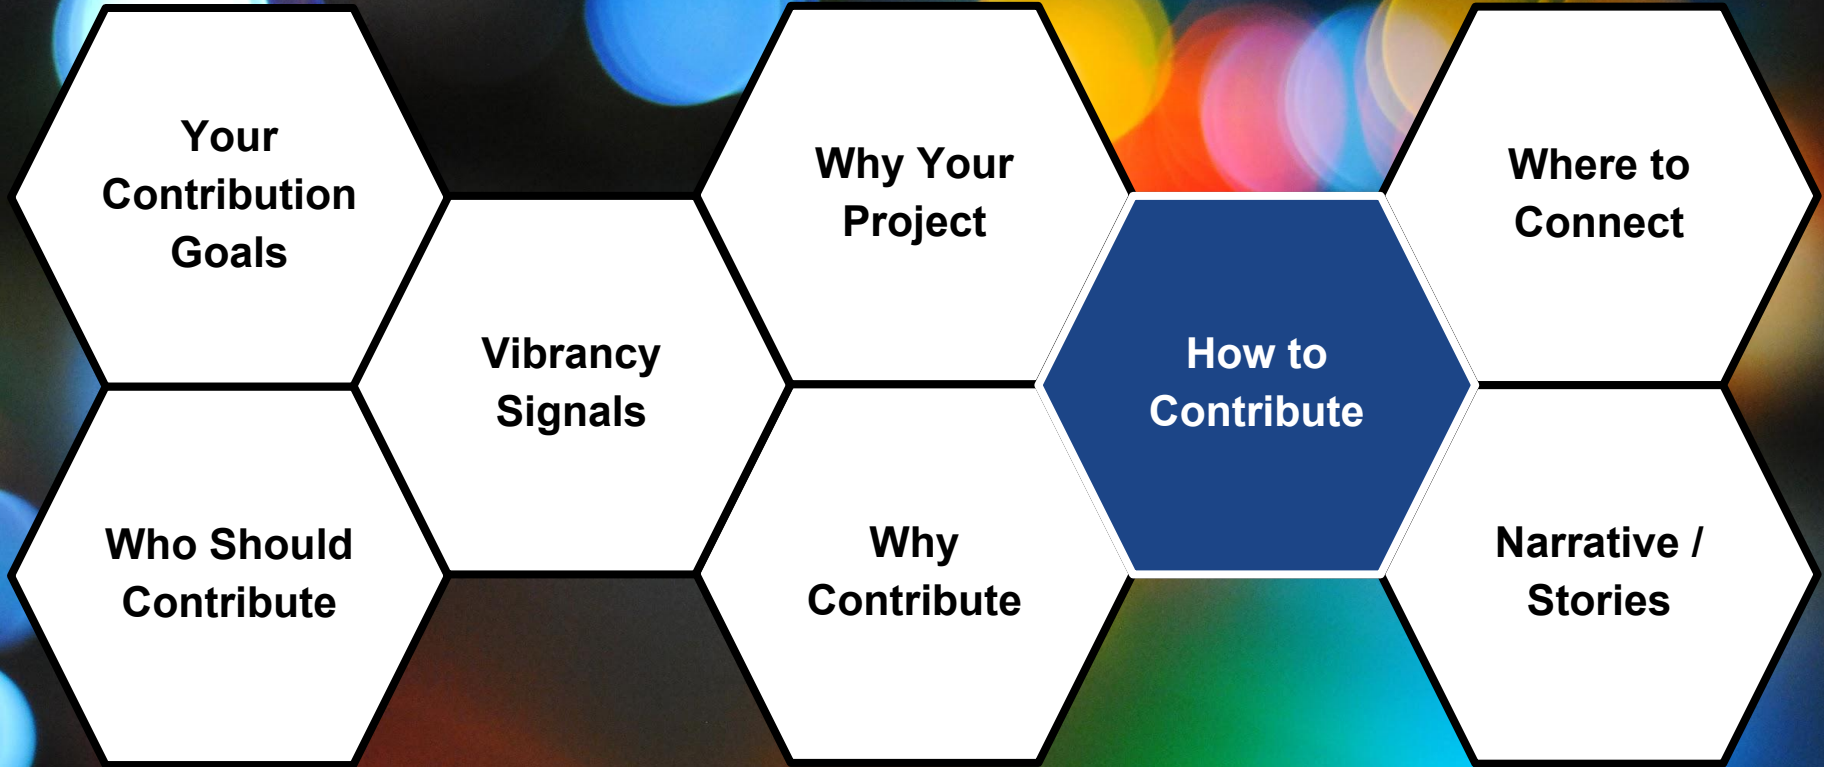 Your
Contribution
Goals
Who Should
Contribute
Vibrancy
Signals
Why Your
Project
Why
Contribute
How to
Contribute
Where to
Connect
Narrative /
Stories